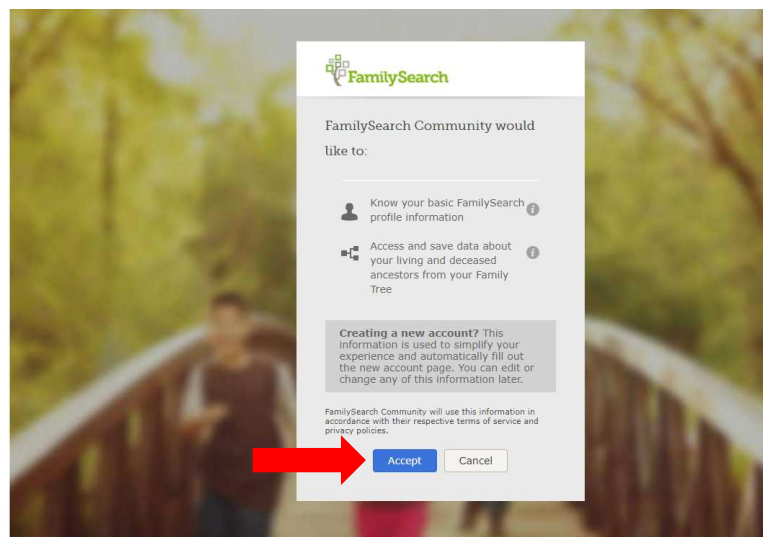 FamilySearch
FamilySearch Community would
like to:
Know your basic FamilySearch
profile information
Access and save data about
your living and deceased
ancestors from your Family
Tree
Creating a new account? This
information is used to simplify your
experience and automatically fill out
the new account page. You can edit or
change any of this information later.
FamilySearch Community will use this information in
accordance with their respective terms of service and
privacy policies.
Accept Cancel